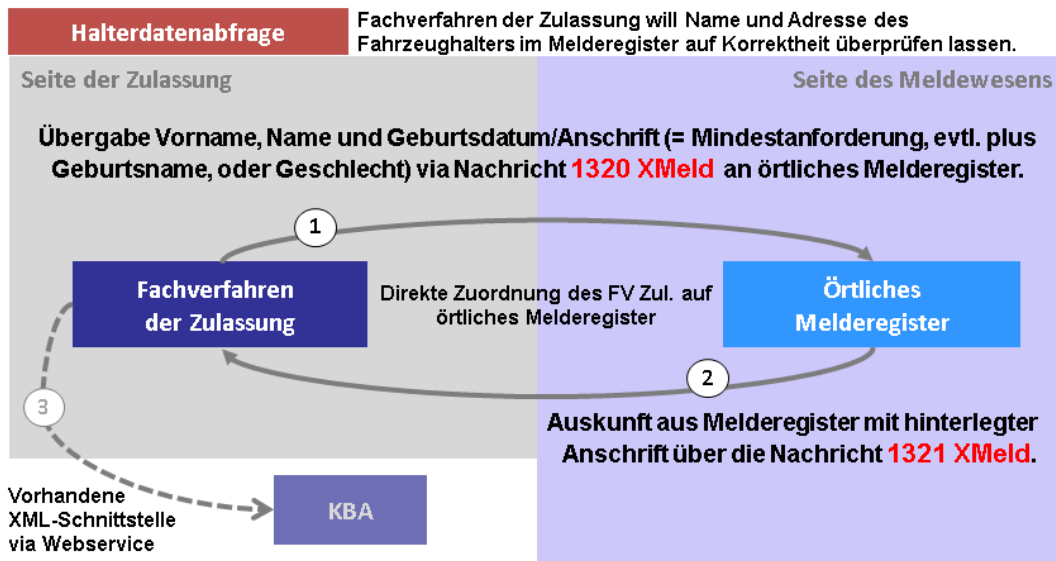 Halterdatenabfrage
Fachverfahren der Zulassung will Name und Adresse des
Fahrzeughalters im Melderegister auf Korrektheit überprüfen lassen.
Seite der Zulassung
Seite des Meldewesens
Übergabe Vorname, Name und Geburtsdatum/Anschrift (= Mindestanforderung, evtl. plus
Geburtsname, oder Geschlecht) via Nachricht 1320 XMeld an örtliches Melderegister.
1
Fachverfahren
der Zulassung
Direkte Zuordnung des FV Zul. auf
örtliches Melderegister
Örtliches
Melderegister
2
3
Auskunft aus Melderegister mit hinterlegter
Anschrift über die Nachricht 1321 XMeld.
Vorhandene
XML-Schnittstelle
via Webservice
KBA